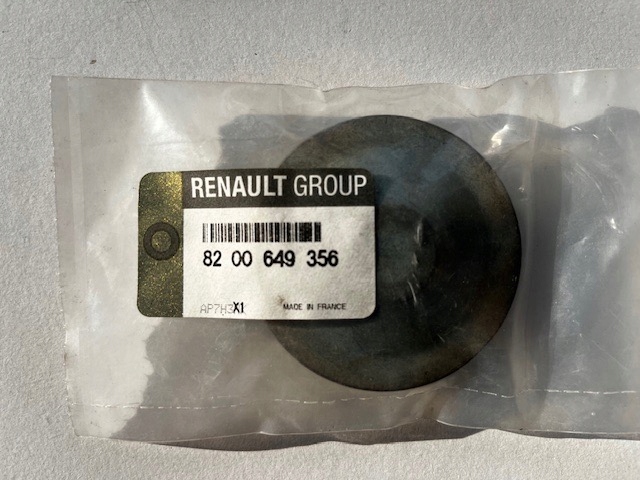 RENAULT GROUP
82 00 649 356
AP7H3X1 MADE IN FRANCE